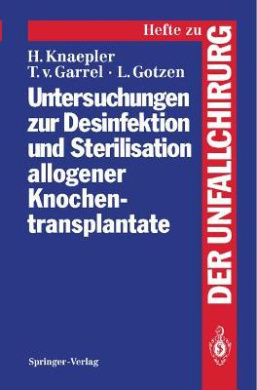 Hefte zu
DER UNFALLCHIRURG
H. Knaepler
T. v. Garrel · L. Gotzen
Untersuchungen
zur Desinfektion
und Sterilisation
allogener
Knochen-
transplantate
Springer-Verlag